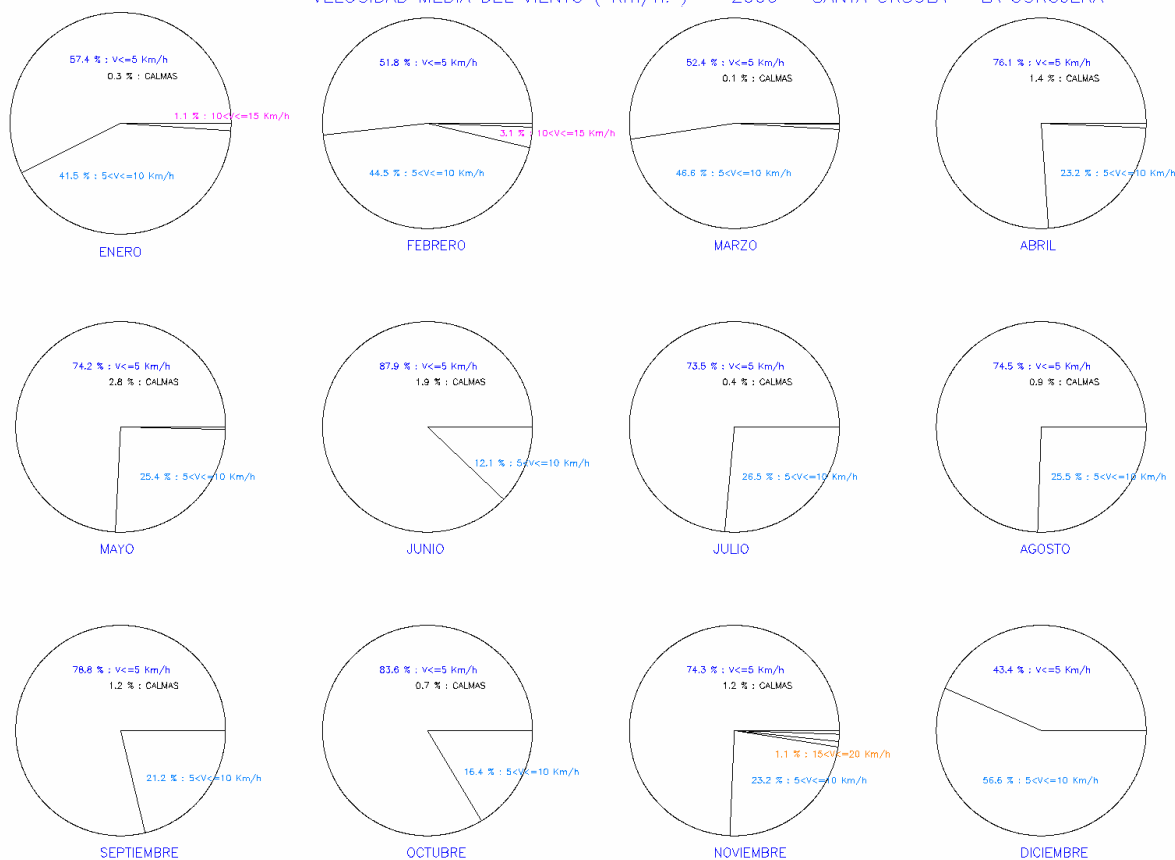 57.4 % : V<=5 Km/h
0.3 % : CALMAS
1.1 % : 10<V<=15 Km/h
41.5 % : 5<V<=10 Km/h
ENERO
51.8 % : V<=5 Km/h
3.1 % : 10<V<=15 Km/h
44.5 % : 5<V<=10 Km/h
FEBRERO
52.4 % : V<=5 Km/h
0.1 % : CALMAS
46.6 % : 5<V<=10 Km/h
MARZO
76.1 % : V<=5 Km/h
1.4 % : CALMAS
23.2 % : 5<V<=10 Km/h
ABRIL
74.2 % : V<=5 Km/h
2.8 % : CALMAS
25.4 % : 5<V<=10 Km/h
MAYO
87.9 % : V<=5 Km/h
1.9 % : CALMAS
12.1 % : 5<V<=10 Km/h
JUNIO
73.5 % : V<=5 Km/h
0.4 % : CALMAS
26.5 % : 5<V<=10 Km/h
JULIO
74.5 % : V<=5 Km/h
0.9 % : CALMAS
25.5 % : 5<V<=10 Km/h
AGOSTO
78.8 % : V<=5 Km/h
1.2 % : CALMAS
21.2 % : 5<V<=10 Km/h
SEPTIEMBRE
83.6 % : V<=5 Km/h
0.7 % : CALMAS
16.4 % : 5<V<=10 Km/h
OCTUBRE
74.3 % : V<=5 Km/h
1.2 % : CALMAS
1.1 % : 15<V<=20 Km/h
23.2 % : 5<V<=10 Km/h
NOVIEMBRE
43.4 % : V<=5 Km/h
56.6 % : 5<V<=10 Km/h
DICIEMBRE